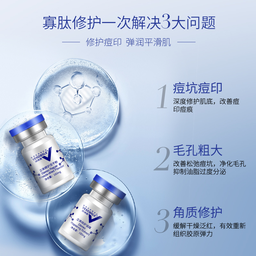 寡肽修护一次解决3大问题
修护痘印 弹润平滑肌
1 痘坑痘印
深度修护肌底，改善痘
印痘痕
2 毛孔粗大
改善松弛痘坑，净化毛孔
抑制油脂过度分泌
3 角质修护
缓解干燥泛红，有效重新
组织胶原弹力